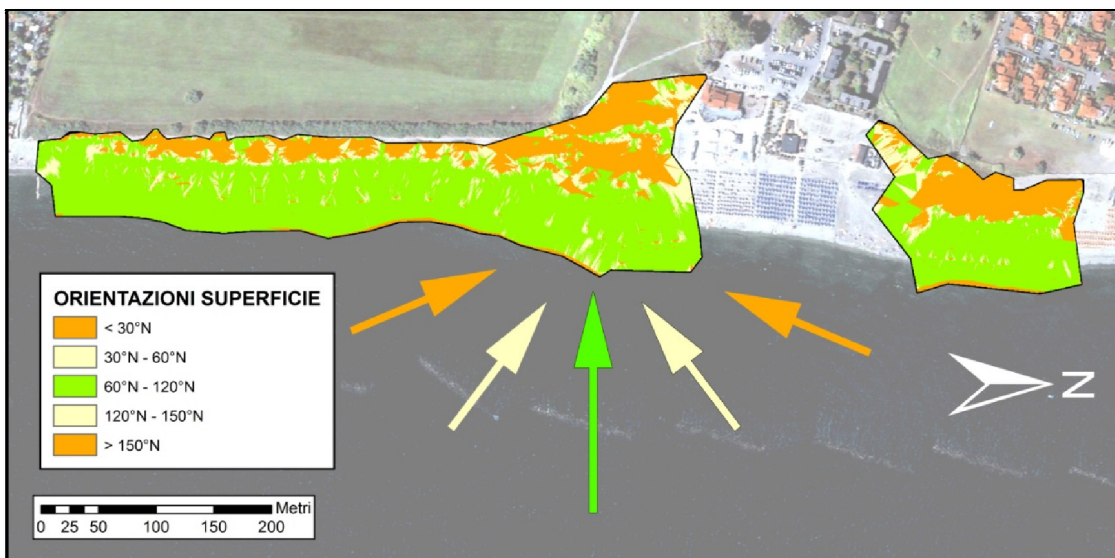 ORIENTAZIONI SUPERFICIE
< 30°N
30°N - 60°N
60°N - 120°N
120°N - 150°N
> 150°N
Metri
0 25 50 100 150 200
N